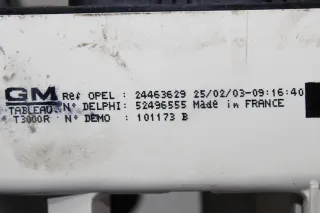 GM Ref OPEL : 24463629 25/02/03-09:16:40
TABLEAU N° DELPHI: 52496555 Made in FRANCE
T3000R N° DEMO : 101173 B